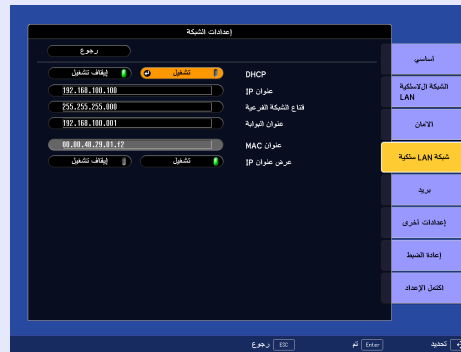 إعدادات الشبكة
رجوع
DHCP تشغيل إيقاف تشغيل
عنوان IP 192.168.100.100
قناع الشبكة الفرعية 255.255.255.000
عنوان البوابة 192.168.100.001
عنوان MAC 00.00.48.29.01.f2
عرض عنوان IP تشغيل إيقاف تشغيل
أساسي
الشبكة اللاسلكية
LAN
الأمان
شبكة LAN سلكية
بريد
إعدادات أخرى
إعادة الضبط
اكتمل الإعداد
تحديد Enter تم ESC رجوع